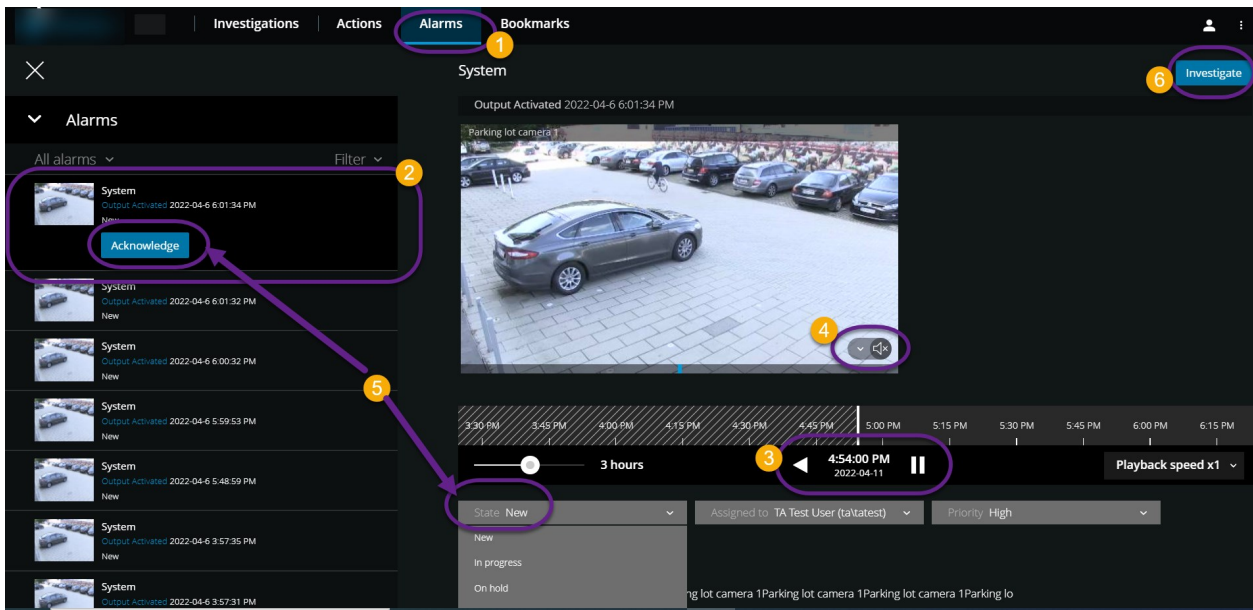 Investigations
Actions
Alarms
Bookmarks
1
System
6
Investigate
Output Activated 2022-04-6 6:01:34 PM
Alarms
Parking lot camera 1
All alarms
Filter
2
System
Output Activated 2022-04-6 6:01:34 PM
New
Acknowledge
System
Output Activated 2022-04-6 6:01:32 PM
New
System
Output Activated 2022-04-6 6:00:32 PM
New
System
Output Activated 2022-04-6 5:59:53 PM
New
System
Output Activated 2022-04-6 5:48:59 PM
New
System
Output Activated 2022-04-6 3:57:35 PM
New
System
Output Activated 2022-04-6 3:57:31 PM
4
5
3:30 PM 3:45 PM 4:00 PM 4:15 PM 4:30 PM 4:45 PM 5:00 PM 5:15 PM 5:30 PM 5:45 PM 6:00 PM 6:15 PM
3 hours
3
4:54:00 PM
2022-04-11
Playback speed x1
State New
Assigned to TA Test User (ta\tatest)
Priority High
New
In progress
On hold
ng lot camera 1Parking lot camera 1Parking lot camera 1Parking lo